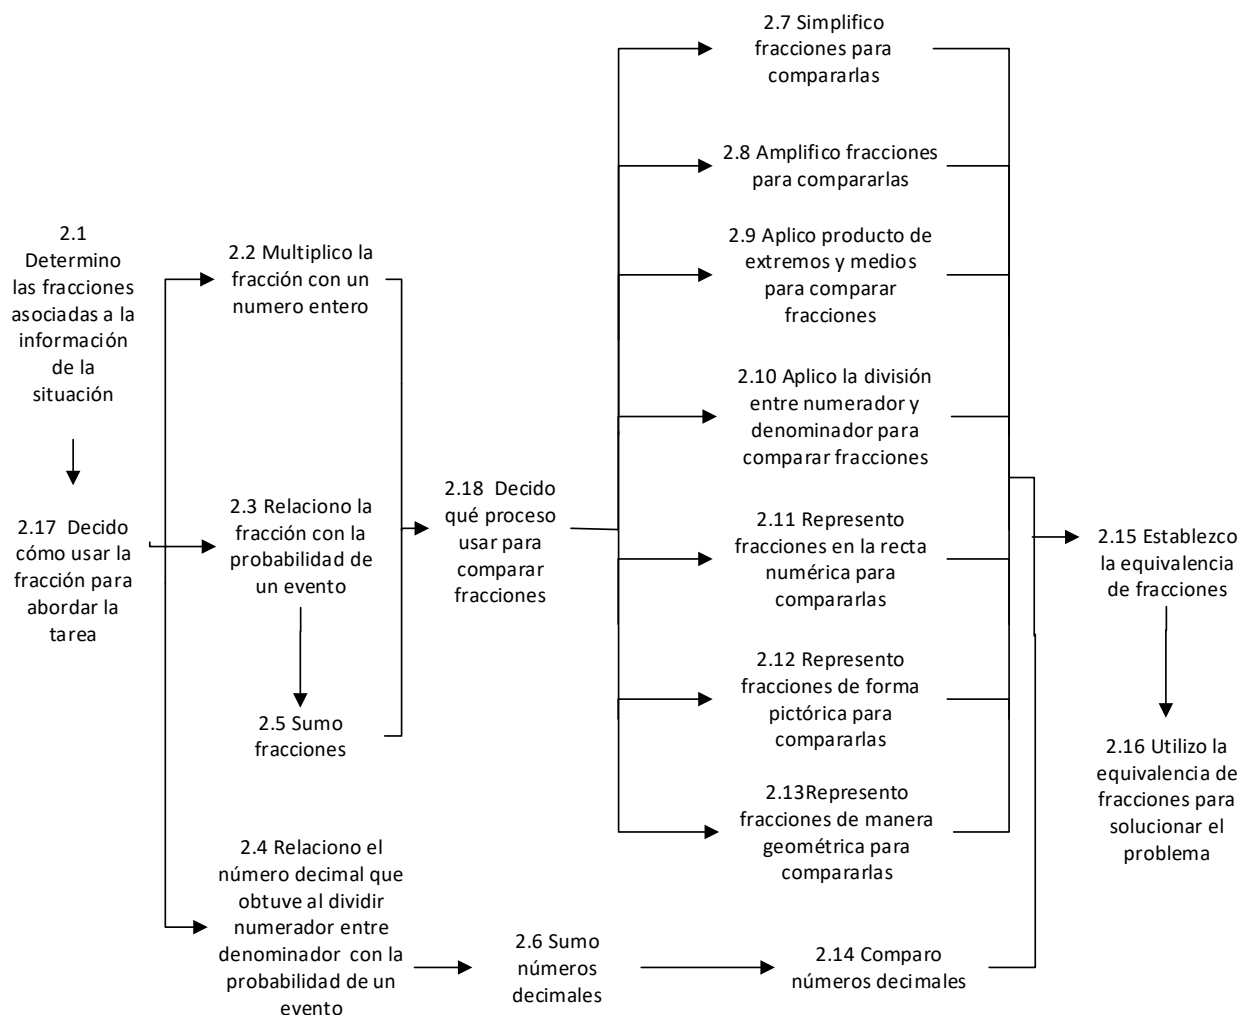 2.1
Determino
las fracciones
asociadas a la
información
de la
situación
2.17 Decido
cómo usar la
fracción para
abordar la
tarea
2.2 Multiplico la
fracción con un
numero entero
2.3 Relaciono la
fracción con la
probabilidad de
un evento
2.5 Sumo
fracciones
2.4 Relaciono el
número decimal que
obtuve al dividir
numerador entre
denominador con la
probabilidad de un
evento
2.18 Decido
qué proceso
usar para
comparar
fracciones
2.6 Sumo
números
decimales
2.7 Simplifico
fracciones para
compararlas
2.8 Amplifico fracciones
para compararlas
2.9 Aplico producto de
extremos y medios
para comparar
fracciones
2.10 Aplico la división
entre numerador y
denominador para
comparar fracciones
2.11 Represento
fracciones en la recta
numérica para
compararlas
2.12 Represento
fracciones de forma
pictórica para
compararlas
2.13Represento
fracciones de manera
geométrica para
compararlas
2.14 Comparo
números decimales
2.15 Establezco
la equivalencia
de fracciones
2.16 Utilizo la
equivalencia de
fracciones para
solucionar el
problema